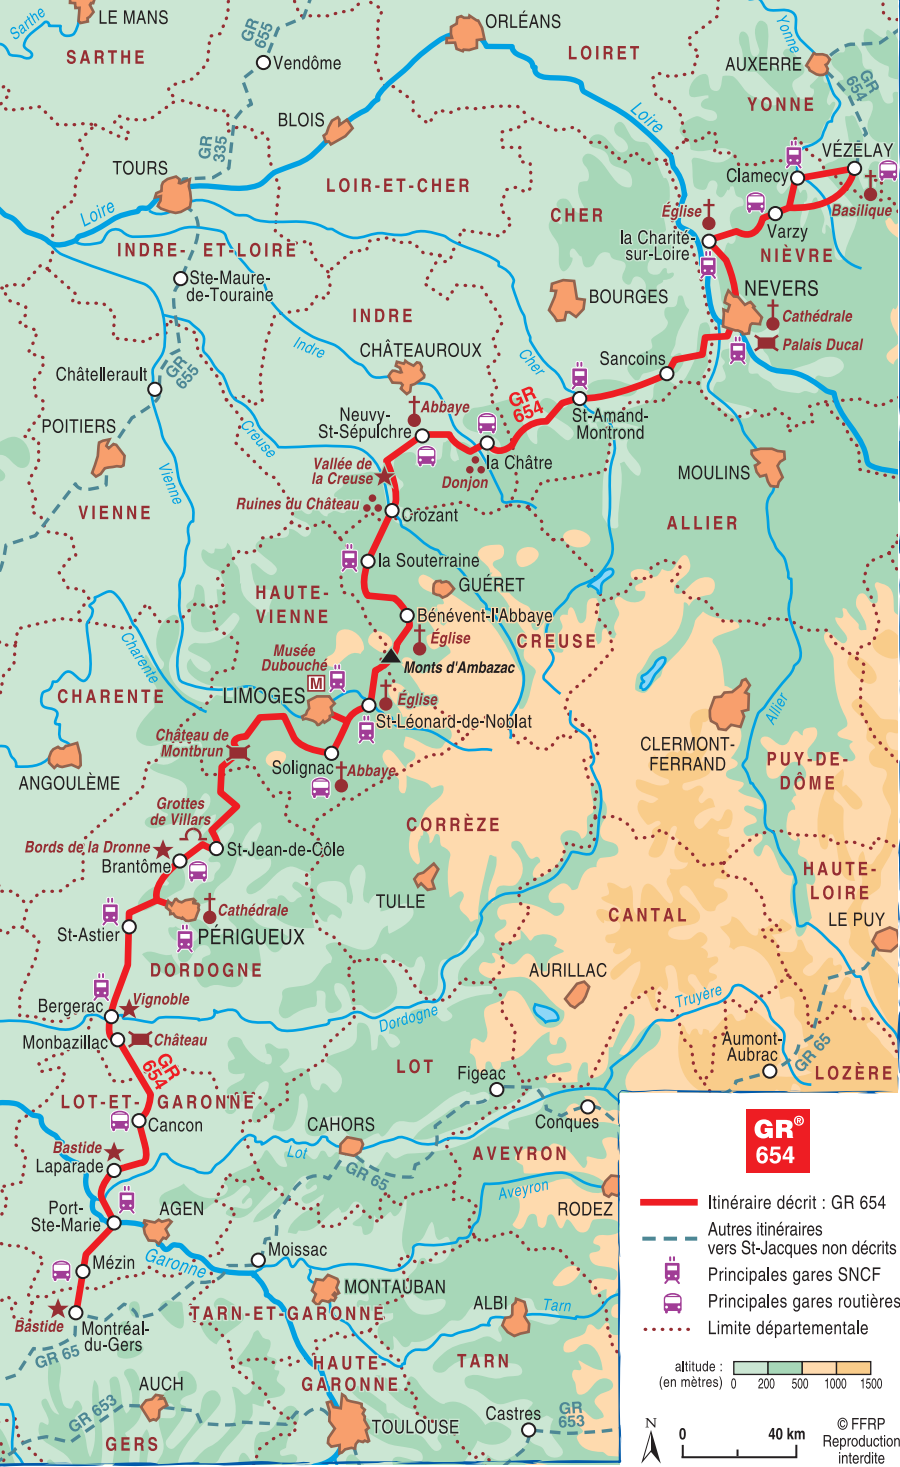 LE MANS
Sarthe
SARTHE
GR
655
Vendôme
ORLÉANS
LOIRET
Yonne
AUXERRE
GR
654
YONNE
BLOIS
Loire
GR
335
TOURS
LOIR-ET-CHER
VÉZELAY
Clamecy
Basilique
CHER
Église
Loire
la Charité-
sur-Loire
Varzy
NIÈVRE
INDRE- ET-LOIRE
Ste-Maure-
de-Touraine
BOURGES
NEVERS
Cathédrale
Palais Ducal
INDRE
Indre
CHÂTEAUROUX
Cher
Sancoins
Châtellerault
GR
655
GR
654
St-Amand-
Montrond
POITIERS
Creuse
Neuvy-
St-Sépulchre
Abbaye
la Châtre
Donjon
MOULINS
Vienne
Vallée de
la Creuse
Ruines du Château
Crozant
VIENNE
ALLIER
la Souterraine
HAUTE-
VIENNE
GUÉRET
Bénévent-l'Abbaye
CREUSE
Église
Charente
Musée
Dubouché
M
Monts d'Ambazac
CHARENTE
LIMOGES
Église
St-Léonard-de-Noblat
Allier
Château de
Montbrun
Solignac
Abbaye
CLERMONT-
FERRAND
PUY-DE-
DÔME
ANGOULÈME
Grottes
de Villars
CORRÈZE
Bords de la Dronne
St-Jean-de-Côle
Brantôme
HAUTE-
LOIRE
TULLE
Cathédrale
CANTAL
LE PUY
St-Astier
PÉRIGUEUX
DORDOGNE
AURILLAC
Bergerac
Vignoble
Dordogne
Truyère
Monbazillac
Château
Aumont-
Aubrac
GR 65
GR
654
LOT
Figeac
LOZÈRE
LOT-ET- GARONNE
Cancon
CAHORS
Conques
Bastide
Laparade
Lot
GR 65
AVEYRON
Aveyron
RODEZ
Port-
Ste-Marie
AGEN
Garonne
Mézin
Moissac
MONTAUBAN
ALBI
Tarn
Bastide
Montréal-
du-Gers
TARN-ET-GARONNE
GR 65
HAUTE-
GARONNE
TARN
AUCH
GR 653
TOULOUSE
Castres
GR
653
GERS
GR®
654
Itinéraire décrit : GR 654
Autres itinéraires
vers St-Jacques non décrits
Principales gares SNCF
Principales gares routières
Limite départementale
altitude :
(en mètres)
0 200 500 1000 1500
N
0 40 km
© FFRP
Reproduction
interdite